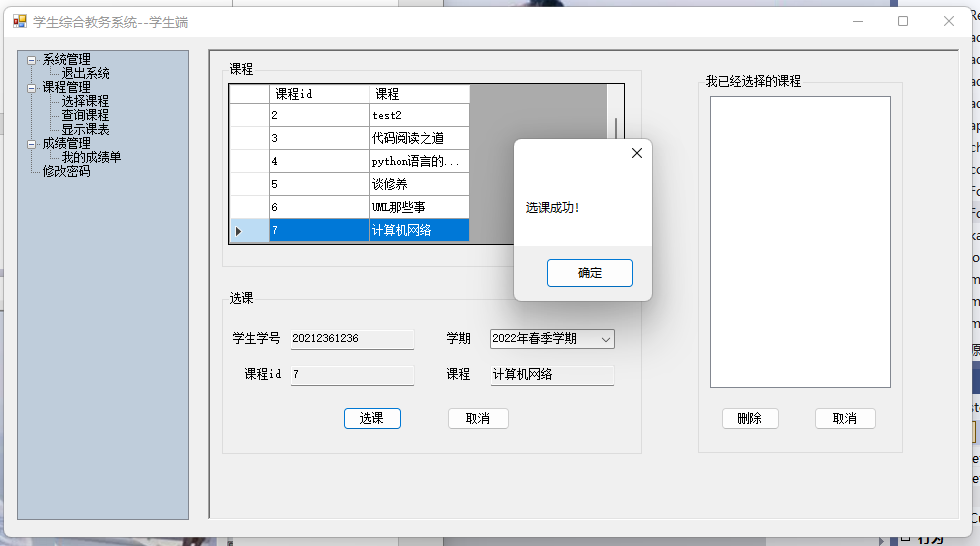 学生综合教务系统--学生端
系统管理
退出系统
课程管理
选择课程
查询课程
显示课表
成绩管理
我的成绩单
修改密码
课程
课程id 课程
2 test2
3 代码阅读之道
4 python语言的...
5 谈修养
6 UML那些事
7 计算机网络
选课成功！
确定
选课
学生学号 20212361236 学期 2022年春季学期
课程id 7 课程 计算机网络
选课 取消
我已经选择的课程
删除 取消
行为